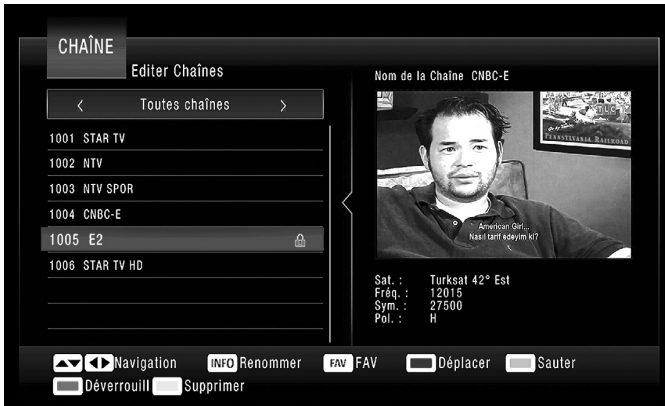 CHAÎNE
Editer Chaînes
Toutes chaînes
1001 STAR TV
1002 NTV
1003 NTV SPOR
1004 CNBC-E
1005 E2
1006 STAR TV HD
Nom de la Chaîne CNBC-E
TLC
PENNSYLVANIA RAILROAD
American Girl...
Nasıl tarif edeyim ki?
Sat. : Turksat 42° Est
Fréq. : 12015
Sym. : 27500
Pol. : H
Navigation INFO Renommer FAV FAV Déplacer Sauter
Déverrouill Supprimer